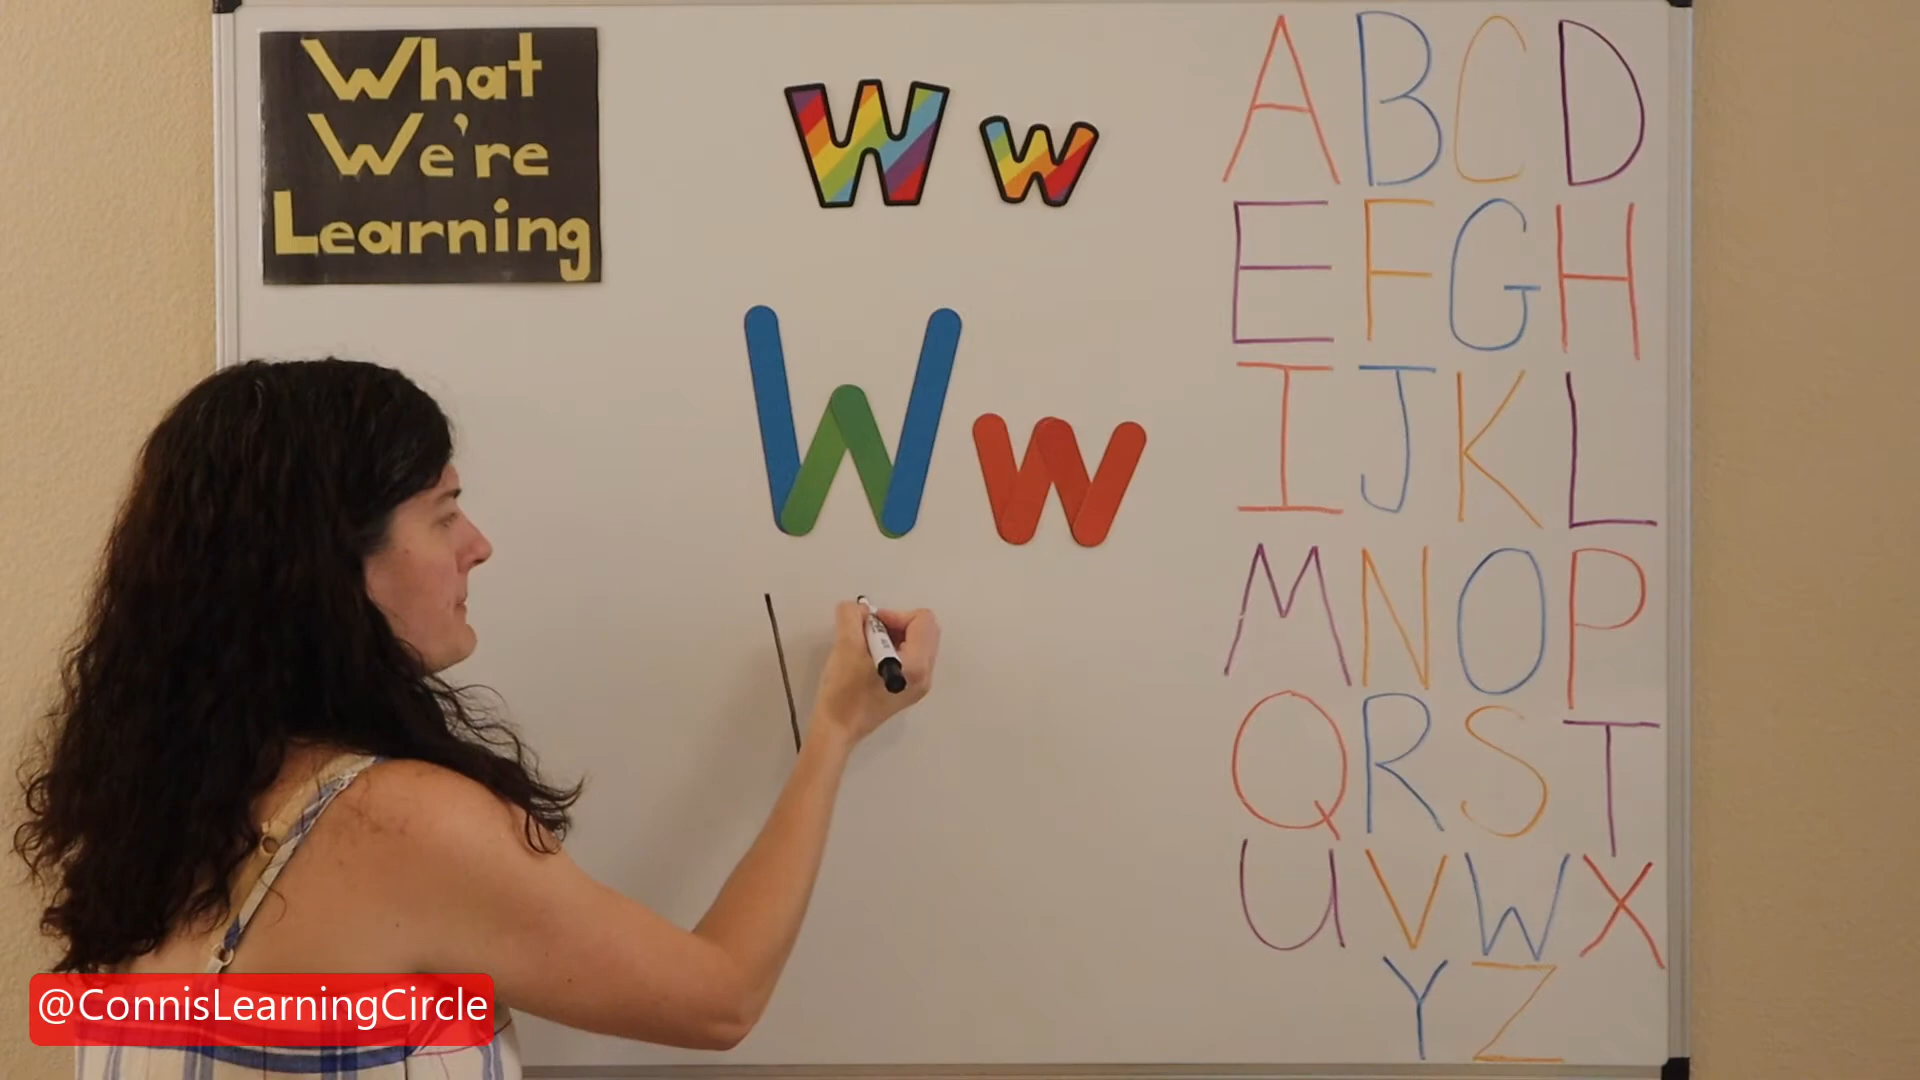 What
We're
Learning
W w
W w
A B C D
E F G H
I J K L
M N O P
Q R S T
U V W X
Y Z
@ConnisLearningCircle